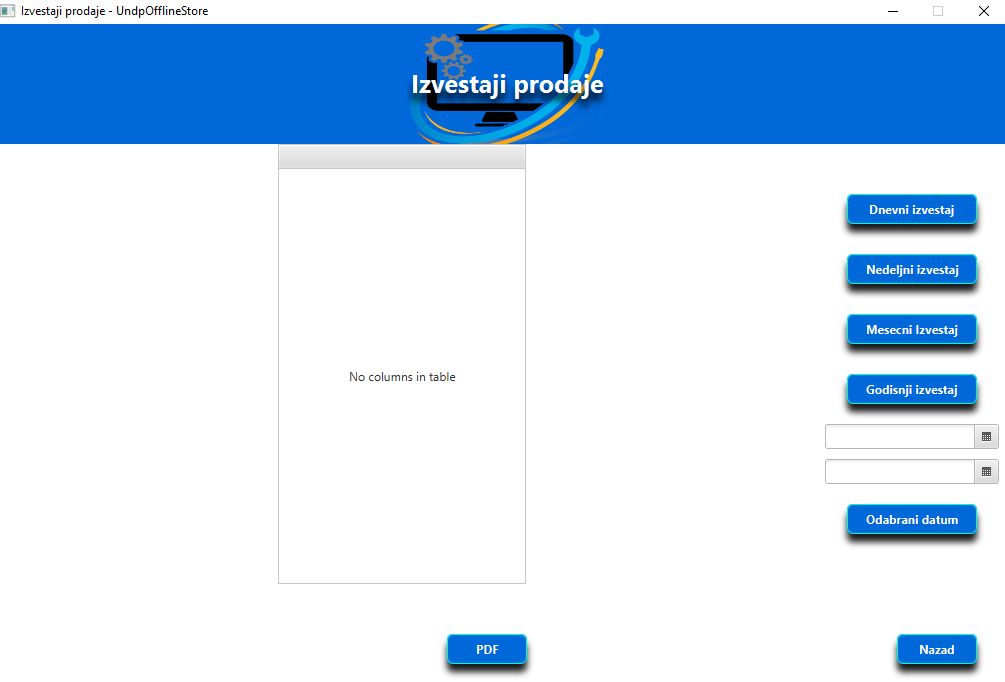 Izvestaji prodaje - UndpOfflineStore
Izvestaji prodaje
Dnevni izvestaj
Nedeljni izvestaj
Mesecni Izvestaj
No columns in table
Godisnji izvestaj
Odabrani datum
PDF
Nazad